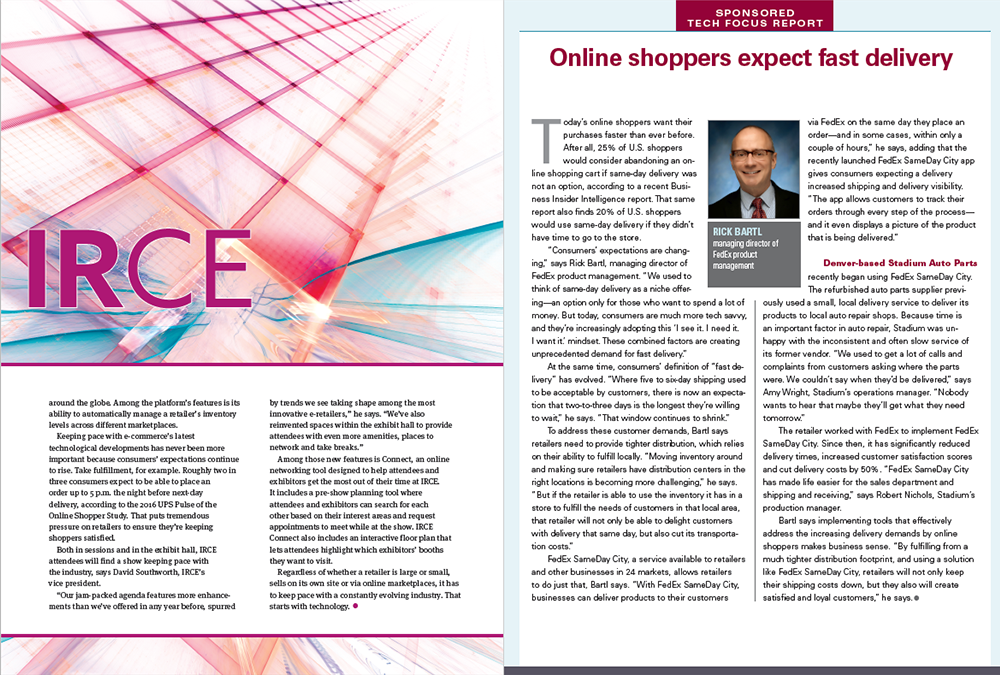 IRCE
around the globe. Among the platform's features is its
ability to automatically manage a retailer's inventory
levels across different marketplaces.
Keeping pace with e-commerce's latest
technological developments has never been more
important because consumers' expectations continue
to rise. Take fulfillment, for example. Roughly two in
three consumers expect to be able to place an
order up to 5 p.m. the night before next-day
delivery, according to the 2016 UPS Pulse of the
Online Shopper Study. That puts tremendous
pressure on retailers to ensure they're keeping
shoppers satisfied.
Both in sessions and in the exhibit hall, IRCE
attendees will find a show keeping pace with
the industry, says David Southworth, IRCE's
vice president.
"Our jam-packed agenda features more enhance-
ments than we've offered in any year before, spurred
by trends we see taking shape among the most
innovative e-retailers," he says. "We've also
reinvented spaces within the exhibit hall to provide
attendees with even more amenities, places to
network and take breaks."
Among those new features is Connect, an online
networking tool designed to help attendees and
exhibitors get the most out of their time at IRCE.
It includes a pre-show planning tool where
attendees and exhibitors can search for each
other based on their interest areas and request
appointments to meet while at the show. IRCE
Connect also includes an interactive floor plan that
lets attendees highlight which exhibitors' booths
they want to visit.
Regardless of whether a retailer is large or small,
sells on its own site or via online marketplaces, it has
to keep pace with a constantly evolving industry. That
starts with technology. ●
SPONSORED
TECH FOCUS REPORT
Online shoppers expect fast delivery
Today's online shoppers want their
purchases faster than ever before.
After all, 25% of U.S. shoppers
would consider abandoning an on-
line shopping cart if same-day delivery was
not an option, according to a recent Busi-
ness Insider Intelligence report. That same
report also finds 20% of U.S. shoppers
would use same-day delivery if they didn't
have time to go to the store.
"Consumers' expectations are chang-
ing," says Rick Bartl, managing director of
FedEx product management. "We used to
think of same-day delivery as a niche offer-
ing—an option only for those who want to spend a lot of
money. But today, consumers are much more tech savvy,
and they're increasingly adopting this 'I see it. I need it.
I want it.' mindset. These combined factors are creating
unprecedented demand for fast delivery."
At the same time, consumers' definition of "fast de-
livery" has evolved. "Where five to six-day shipping used
to be acceptable by customers, there is now an expecta-
tion that two-to-three days is the longest they're willing
to wait," he says. "That window continues to shrink."
To address these customer demands, Bartl says
retailers need to provide tighter distribution, which relies
on their ability to fulfill locally. "Moving inventory around
and making sure retailers have distribution centers in the
right locations is becoming more challenging," he says.
"But if the retailer is able to use the inventory it has in a
store to fulfill the needs of customers in that local area,
that retailer will not only be able to delight customers
with delivery that same day, but also cut its transporta-
tion costs."
FedEx SameDay City, a service available to retailers
and other businesses in 24 markets, allows retailers
to do just that, Bartl says. "With FedEx SameDay City,
businesses can deliver products to their customers
RICK BARTL
managing director of
FedEx product
management
via FedEx on the same day they place an
order—and in some cases, within only a
couple of hours," he says, adding that the
recently launched FedEx SameDay City app
gives consumers expecting a delivery
increased shipping and delivery visibility.
"The app allows customers to track their
orders through every step of the process—
and it even displays a picture of the product
that is being delivered."
Denver-based Stadium Auto Parts
recently began using FedEx SameDay City.
The refurbished auto parts supplier previ-
ously used a small, local delivery service to deliver its
products to local auto repair shops. Because time is
an important factor in auto repair, Stadium was un-
happy with the inconsistent and often slow service of
its former vendor. "We used to get a lot of calls and
complaints from customers asking where the parts
were. We couldn't say when they'd be delivered," says
Amy Wright, Stadium's operations manager. "Nobody
wants to hear that maybe they'll get what they need
tomorrow."
The retailer worked with FedEx to implement FedEx
SameDay City. Since then, it has significantly reduced
delivery times, increased customer satisfaction scores
and cut delivery costs by 50%. "FedEx SameDay City
has made life easier for the sales department and
shipping and receiving," says Robert Nichols, Stadium's
production manager.
Bartl says implementing tools that effectively
address the increasing delivery demands by online
shoppers makes business sense. "By fulfilling from a
much tighter distribution footprint, and using a solution
like FedEx SameDay City, retailers will not only keep
their shipping costs down, but they also will create
satisfied and loyal customers," he says. ●